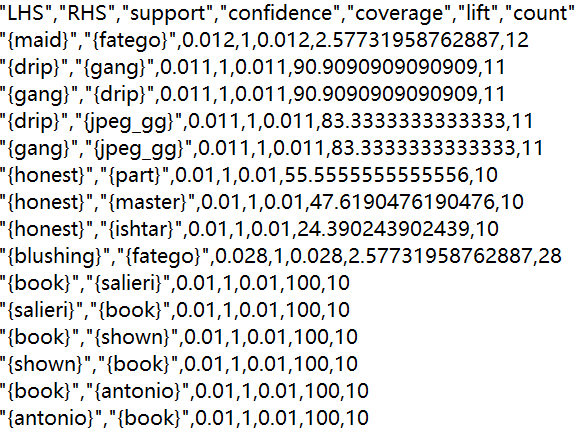 "LHS","RHS","support","confidence","coverage","lift","count"
"{maid}","{fatego}",0.012,1,0.012,2.57731958762887,12
"{drip}","{gang}",0.011,1,0.011,90.9090909090909,11
"{gang}","{drip}",0.011,1,0.011,90.9090909090909,11
"{drip}","{jpeg_gg}",0.011,1,0.011,83.3333333333333,11
"{gang}","{jpeg_gg}",0.011,1,0.011,83.3333333333333,11
"{honest}","{part}",0.01,1,0.01,55.5555555555556,10
"{honest}","{master}",0.01,1,0.01,47.6190476190476,10
"{honest}","{ishtar}",0.01,1,0.01,24.390243902439,10
"{blushing}","{fatego}",0.028,1,0.028,2.57731958762887,28
"{book}","{salieri}",0.01,1,0.01,100,10
"{salieri}","{book}",0.01,1,0.01,100,10
"{book}","{shown}",0.01,1,0.01,100,10
"{shown}","{book}",0.01,1,0.01,100,10
"{book}","{antonio}",0.01,1,0.01,100,10
"{antonio}","{book}",0.01,1,0.01,100,10